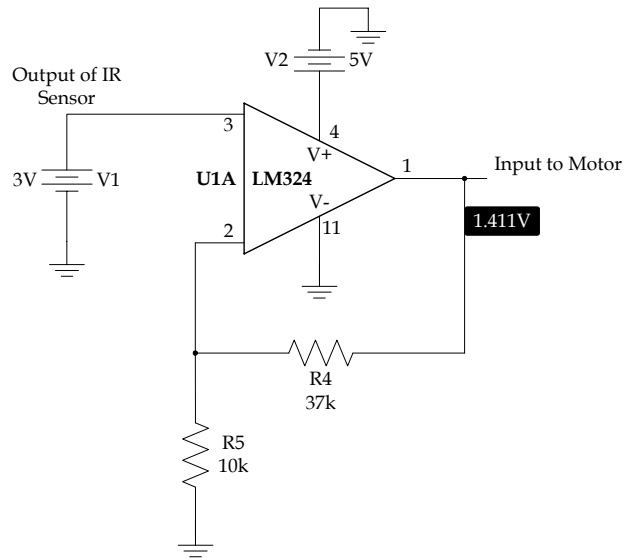 V2
5V
Output of IR
Sensor
3
4
V+
1
Input to Motor
3V
V1
U1A
LM324
V-
11
2
1.411V
R4
37k
R5
10k